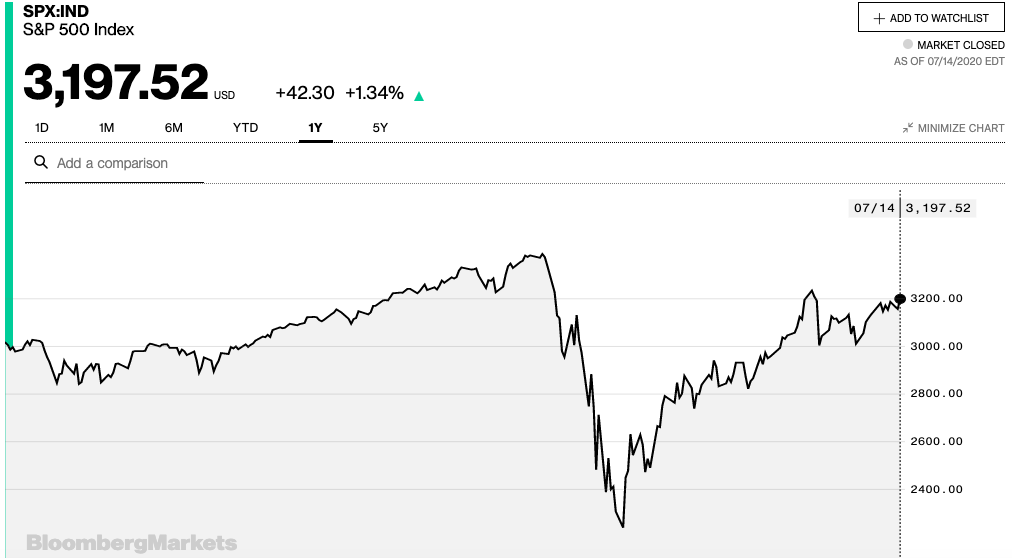 SPX:IND
S&P 500 Index
+ ADD TO WATCHLIST
MARKET CLOSED
AS OF 07/14/2020 EDT
3,197.52 USD +42.30 +1.34%
1D 1M 6M YTD 1Y 5Y
MINIMIZE CHART
Add a comparison
07/14 3,197.52
3200.00
3000.00
2800.00
2600.00
2400.00
BloombergMarkets